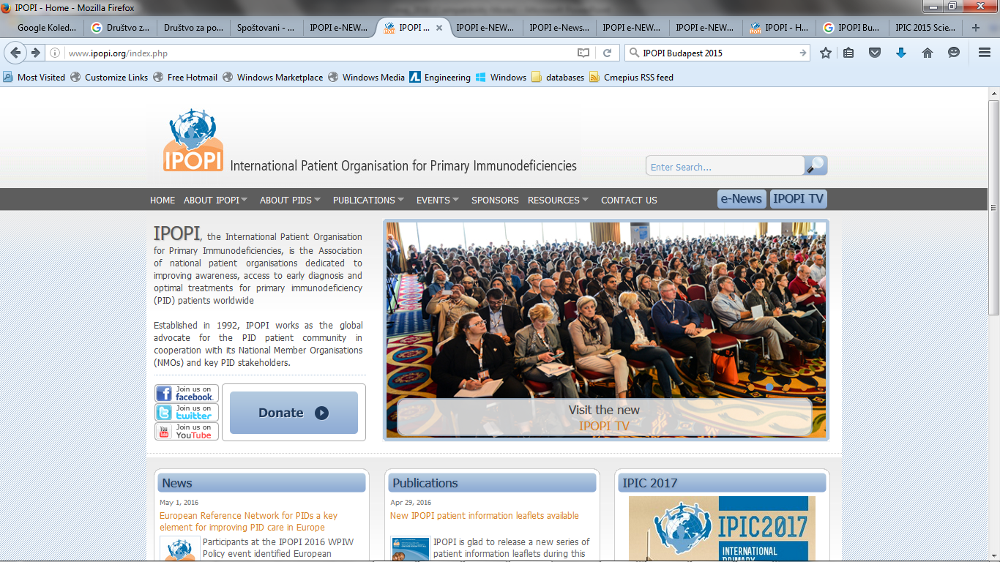 IPOPI - Home - Mozilla Firefox
Google Koled... Društvo z... Društvo za po... Spoštovani - ... IPOPI e-NEW... IPOPI ... IPOPI e-NEW... IPOPI e-News... IPOPI e-NEW... IPOPI e-NEW... IPOPI - H... IPOPI Bu... IPIC 2015 Scie...
www.ipopi.org/index.php IPOPI Budapest 2015
Most Visited Customize Links Free Hotmail Windows Marketplace Windows Media Engineering Windows databases Cmepius RSS feed
IPOPI International Patient Organisation for Primary Immunodeficiencies
Enter Search...
HOME ABOUT IPOPI ABOUT PIDS PUBLICATIONS EVENTS SPONSORS RESOURCES CONTACT US e-News IPOPI TV
IPOPI, the International Patient Organisation
for Primary Immunodeficiencies, is the Association
of national patient organisations dedicated to
improving awareness, access to early diagnosis and
optimal treatments for primary immunodeficiency
(PID) patients worldwide
Established in 1992, IPOPI works as the global
advocate for the PID patient community in
cooperation with its National Member Organisations
(NMOs) and key PID stakeholders.
Join us on
facebook.
Join us on
twitter
Join us on
YouTube
Donate
Visit the new
IPOPI TV
News
May 1, 2016
European Reference Network for PIDs a key
element for improving PID care in Europe
Participants at the IPOPI 2016 WPIW
Policy event identified European
Publications
Apr 29, 2016
New IPOPI patient information leaflets available
IPOPI is glad to release a new series of
patient information leaflets during this
IPIC 2017
IPIC2017
INTERNATIONAL
PRIMARY